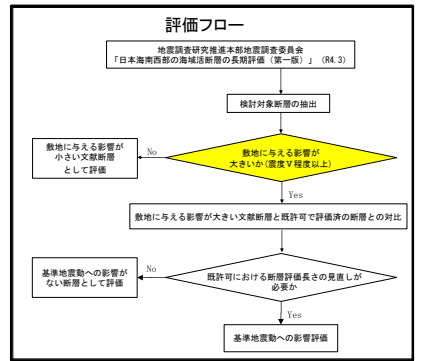 評価フロー
地震調査研究推進本部地震調査委員会
「日本海南西部の海域活断層の長期評価(第一版)」(R4.3)
検討対象断層の抽出
敷地に与える影響が
大きいか(震度Ⅴ程度以上)
No
敷地に与える影響が
小さい文献断層
として評価
Yes
敷地に与える影響が大きい文献断層と既許可で評価済の断層との対比
既許可における断層評価長さの見直しが
必要か
No
基準地震動への影響が
ない断層として評価
Yes
基準地震動への影響評価